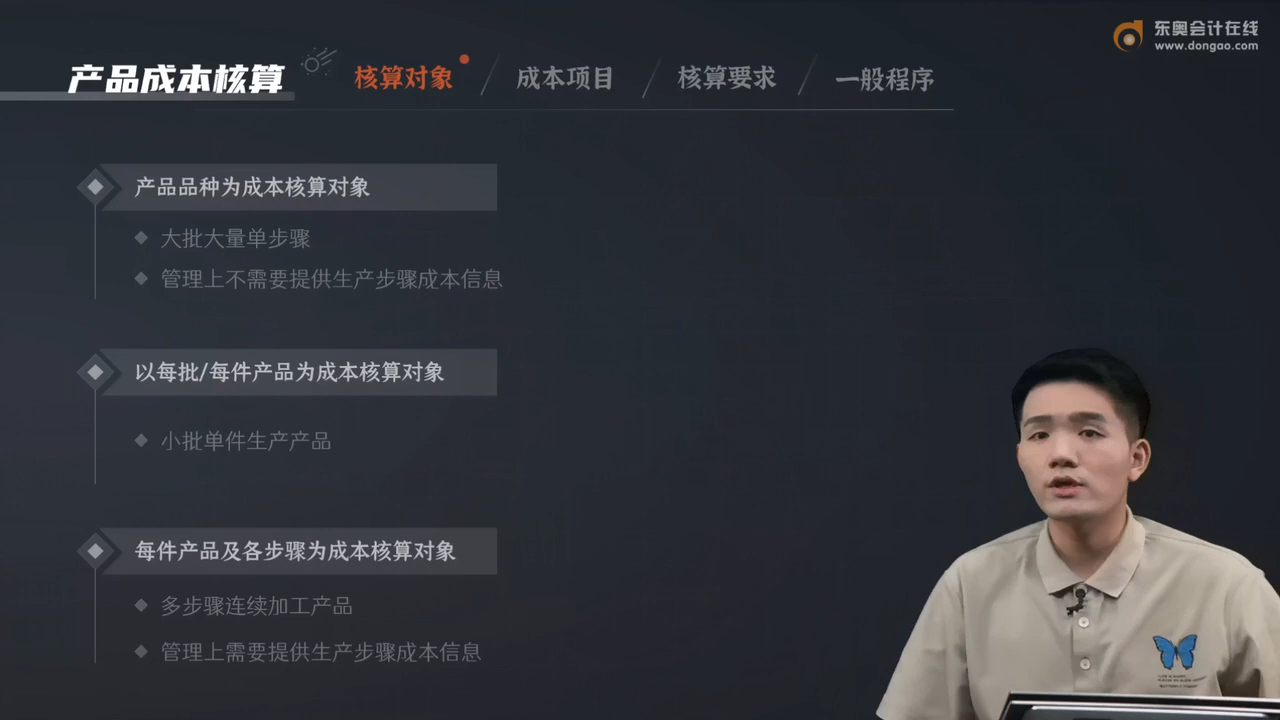 东奥会计在线
www.dongao.com
产品成本核算
核算对象 / 成本项目 / 核算要求 / 一般程序
产品品种为成本核算对象
大批大量单步骤
管理上不需要提供生产步骤成本信息
以每批/每件产品为成本核算对象
小批单件生产产品
每件产品及各步骤为成本核算对象
多步骤连续加工产品
管理上需要提供生产步骤成本信息